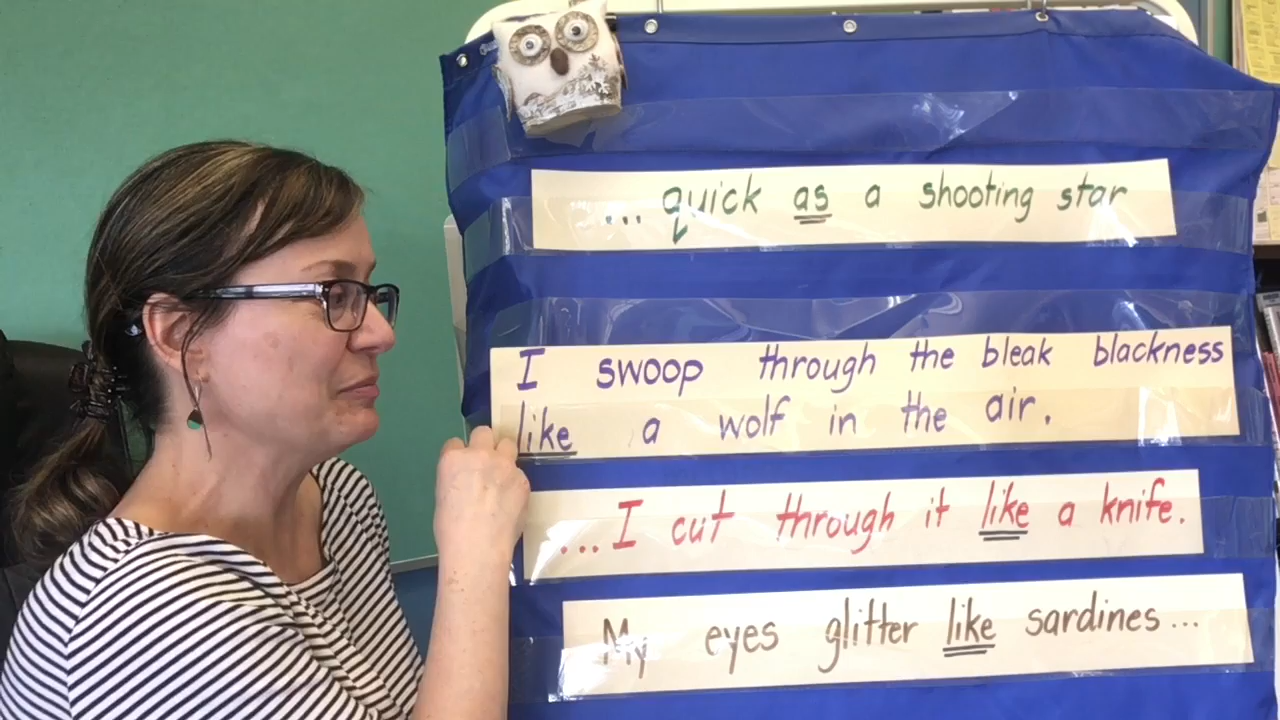 ... quick as a shooting star
I swoop through the bleak blackness
like a wolf in the air.
...I cut through it like a knife.
My eyes glitter like sardines...